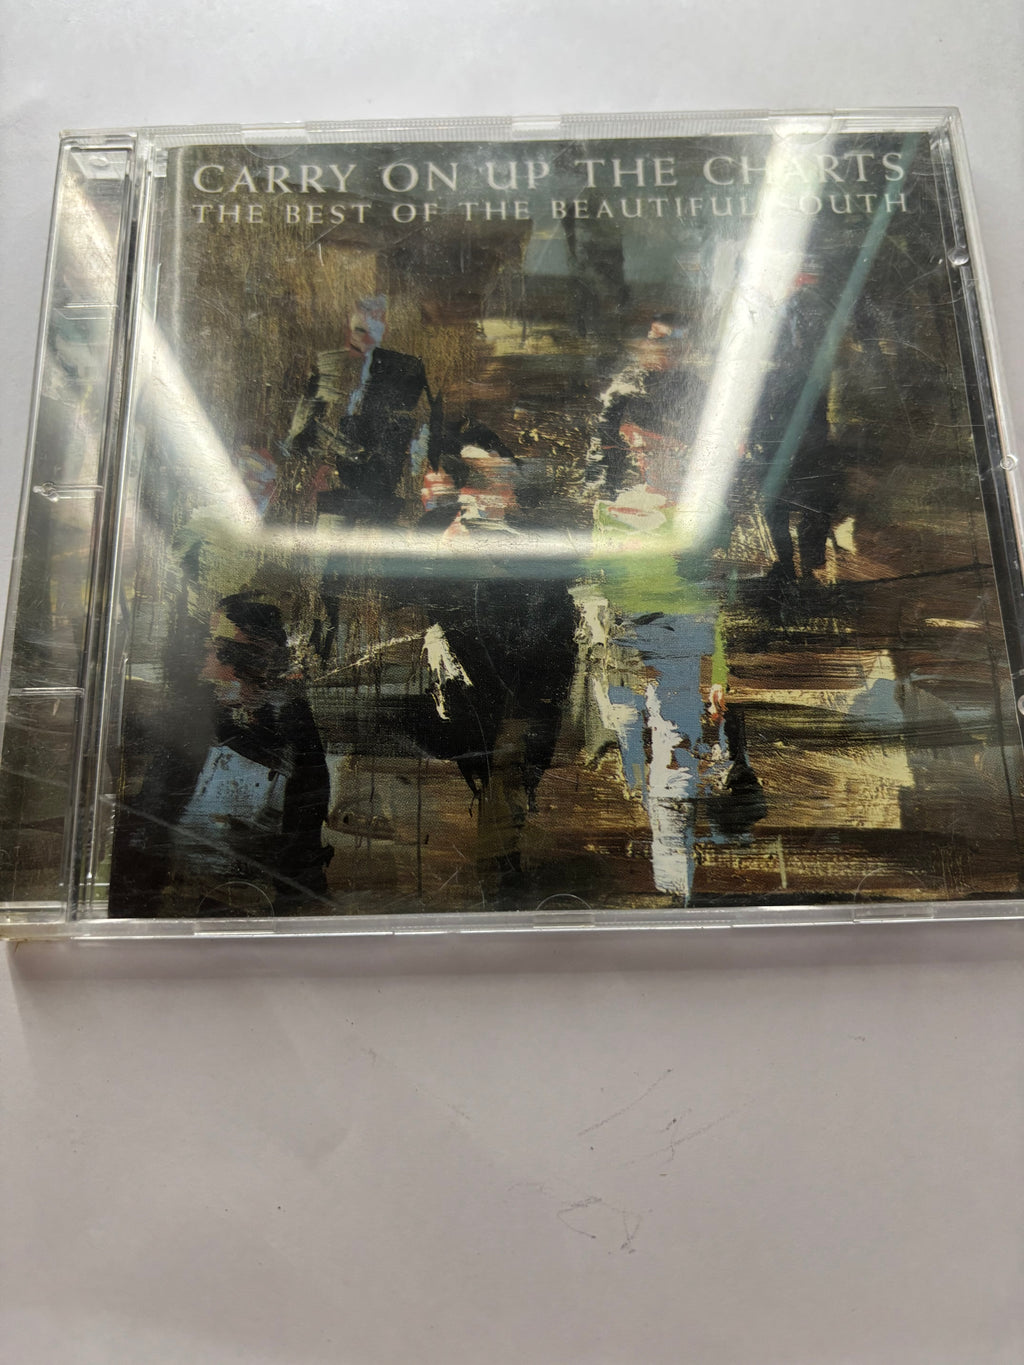 CARRY ON UP THE CHARTS
THE BEST OF THE BEAUTIFUL SOUTH